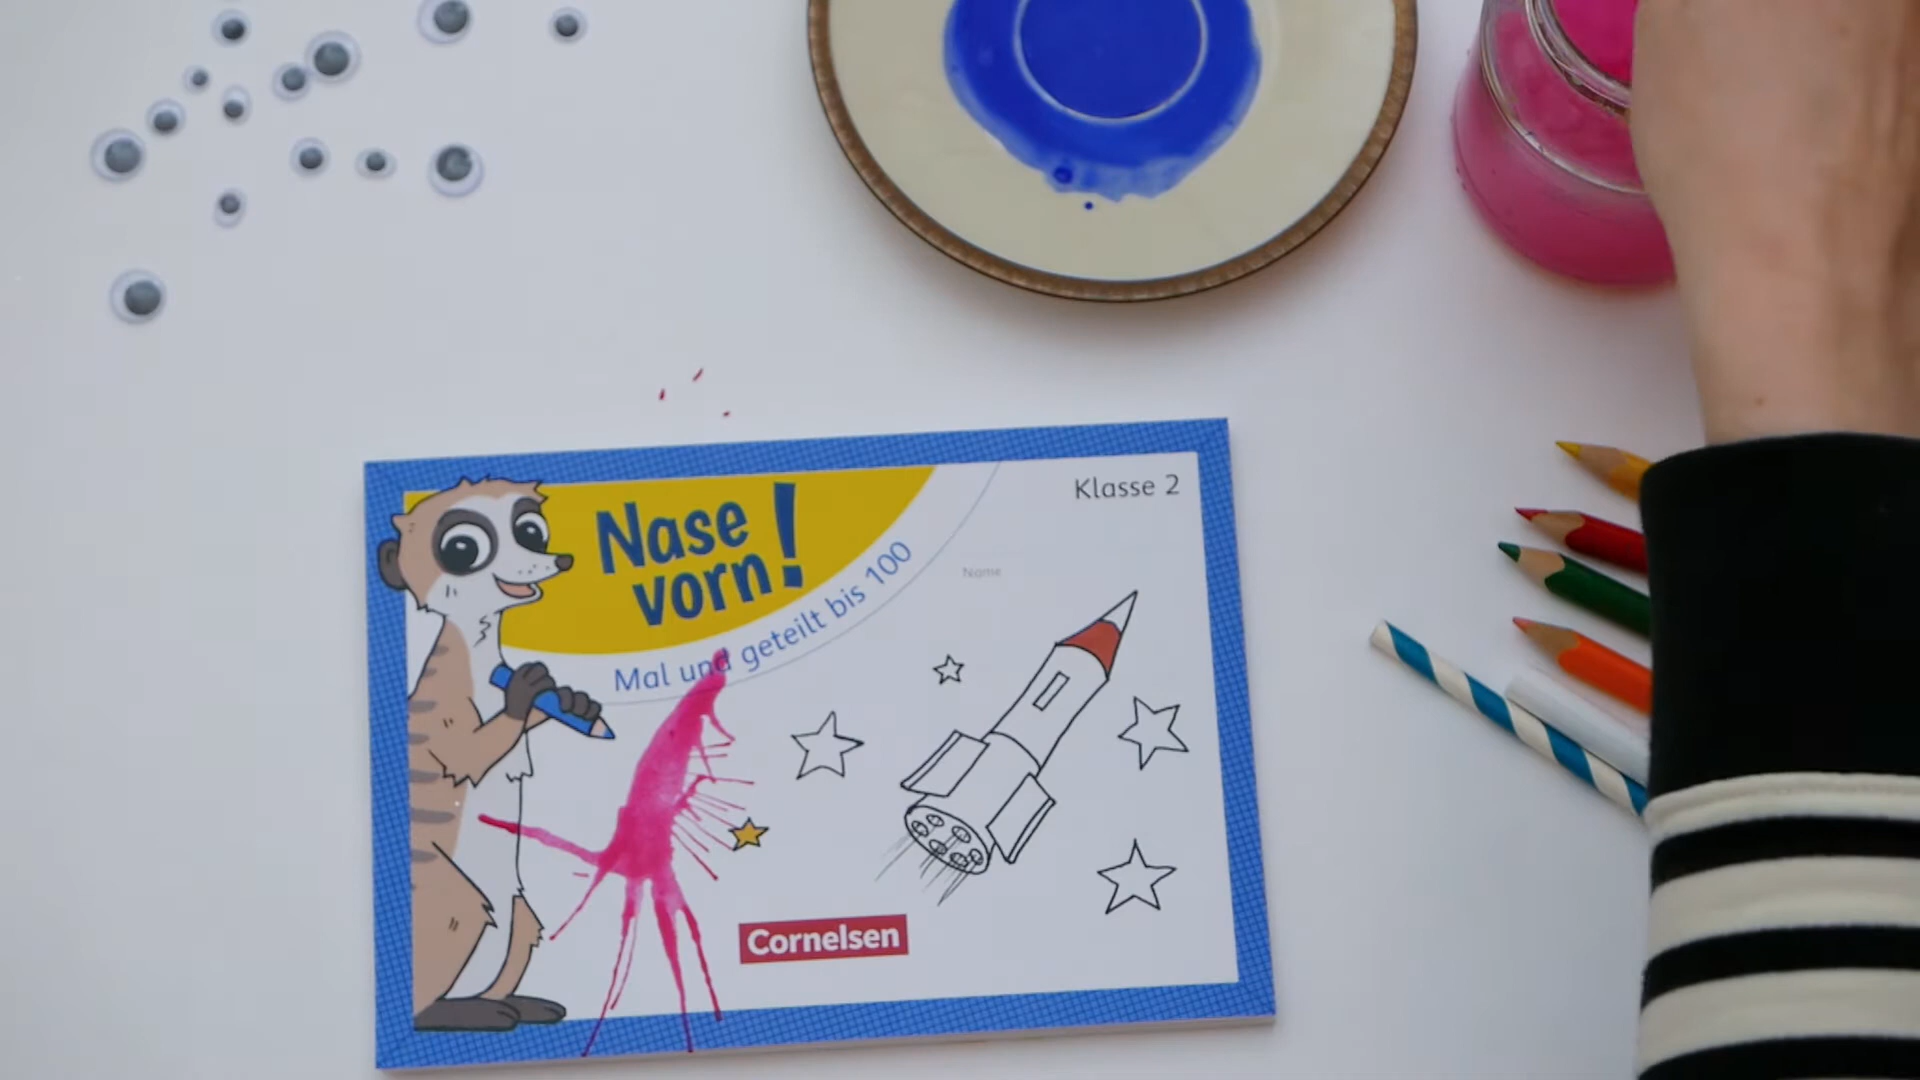 Klasse 2
Nase
vorn!
Mal und geteilt bis 100
Name
Cornelsen